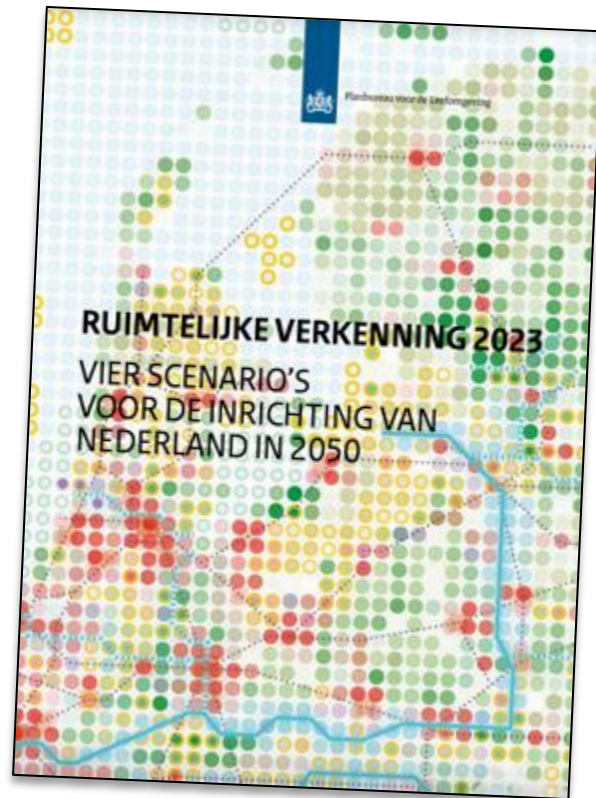 Planbureau voor de Leefomgeving
RUIMTELIJKE VERKENNING 2023
VIER SCENARIO'S
VOOR DE INRICHTING VAN
NEDERLAND IN 2050